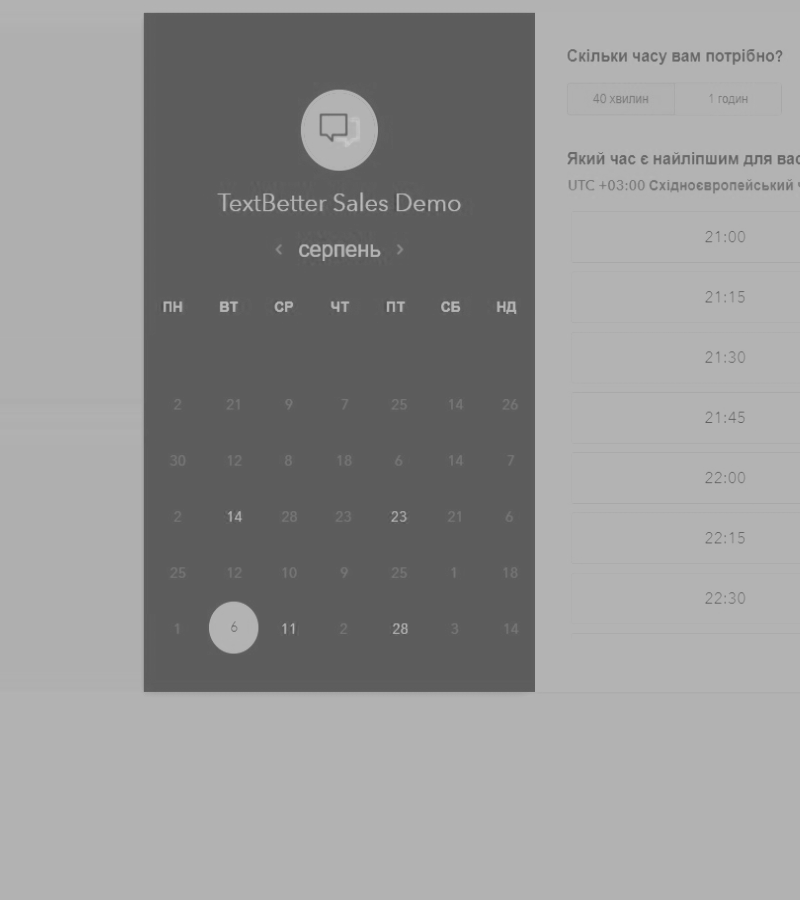 TextBetter Sales Demo
серпень
ПН ВТ СР ЧТ ПТ СБ НД
2 21 9 7 25 14 26
30 12 8 18 6 14 7
2 14 28 23 23 21 6
25 12 10 9 25 1 18
1 6 11 2 28 3 14
Скільки часу вам потрібно?
40 хвилин 1 годин
Який час є найліпшим для вас
UTC +03:00 Східноєвропейський
21:00
21:15
21:30
21:45
22:00
22:15
22:30